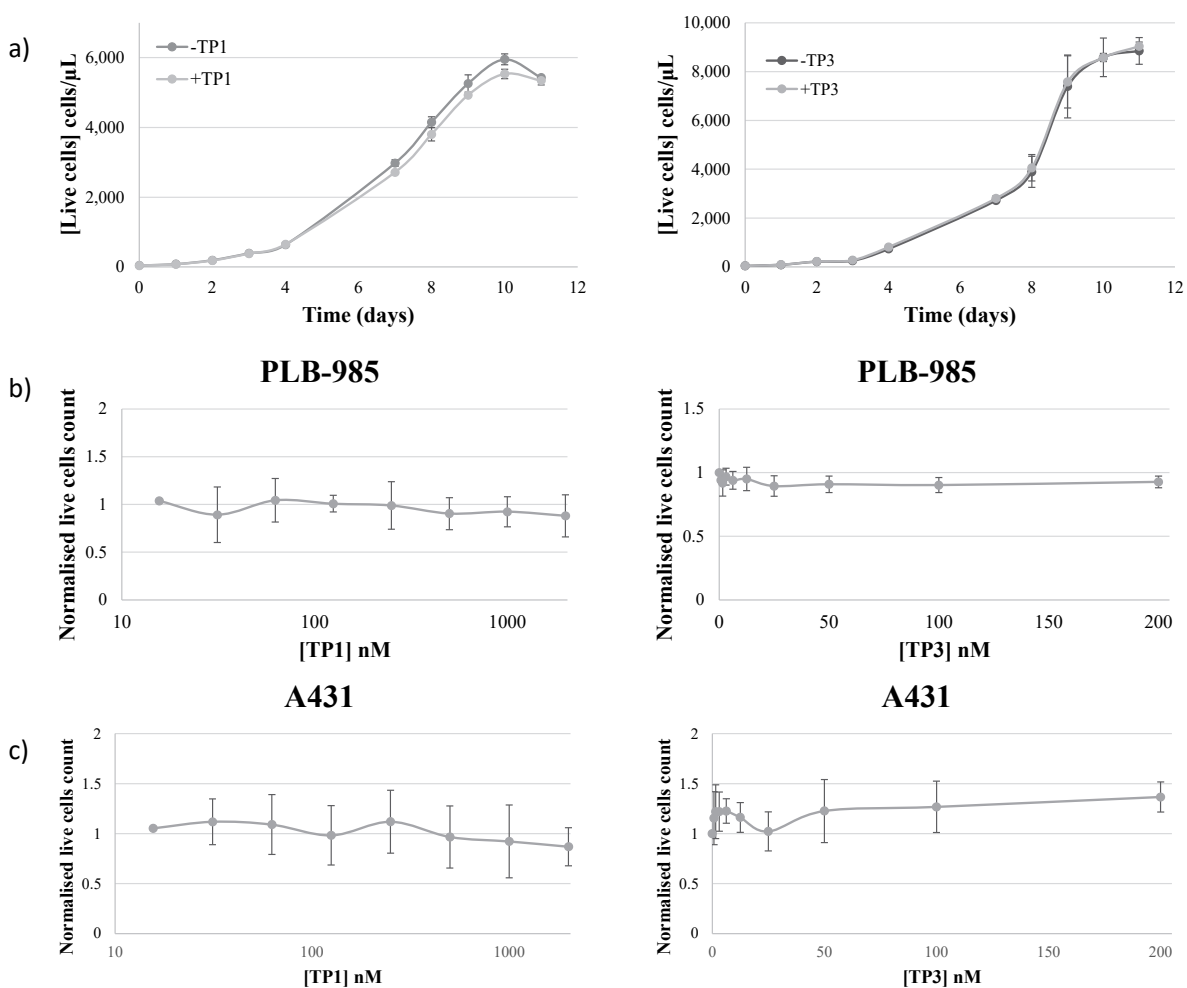 a)
[Live cells] cells/µL
6,000
4,000
2,000
0
-TP1
+TP1
0 2 4 6 8 10 12
Time (days)
[Live cells] cells/µL
10,000
8,000
6,000
4,000
2,000
0
-TP3
+TP3
0 2 4 6 8 10 12
Time (days)
b)
PLB-985
Normalised live cells count
2
1.5
1
0.5
0
10 100 1000
[TP1] nM
PLB-985
Normalised live cells count
1.5
1
0.5
0
0 50 100 150 200
[TP3] nM
c)
A431
Normalised live cells count
2
1.5
1
0.5
0
10 100 1000
[TP1] nM
A431
Normalised live cells count
2
1.5
1
0.5
0
0 50 100 150 200
[TP3] nM